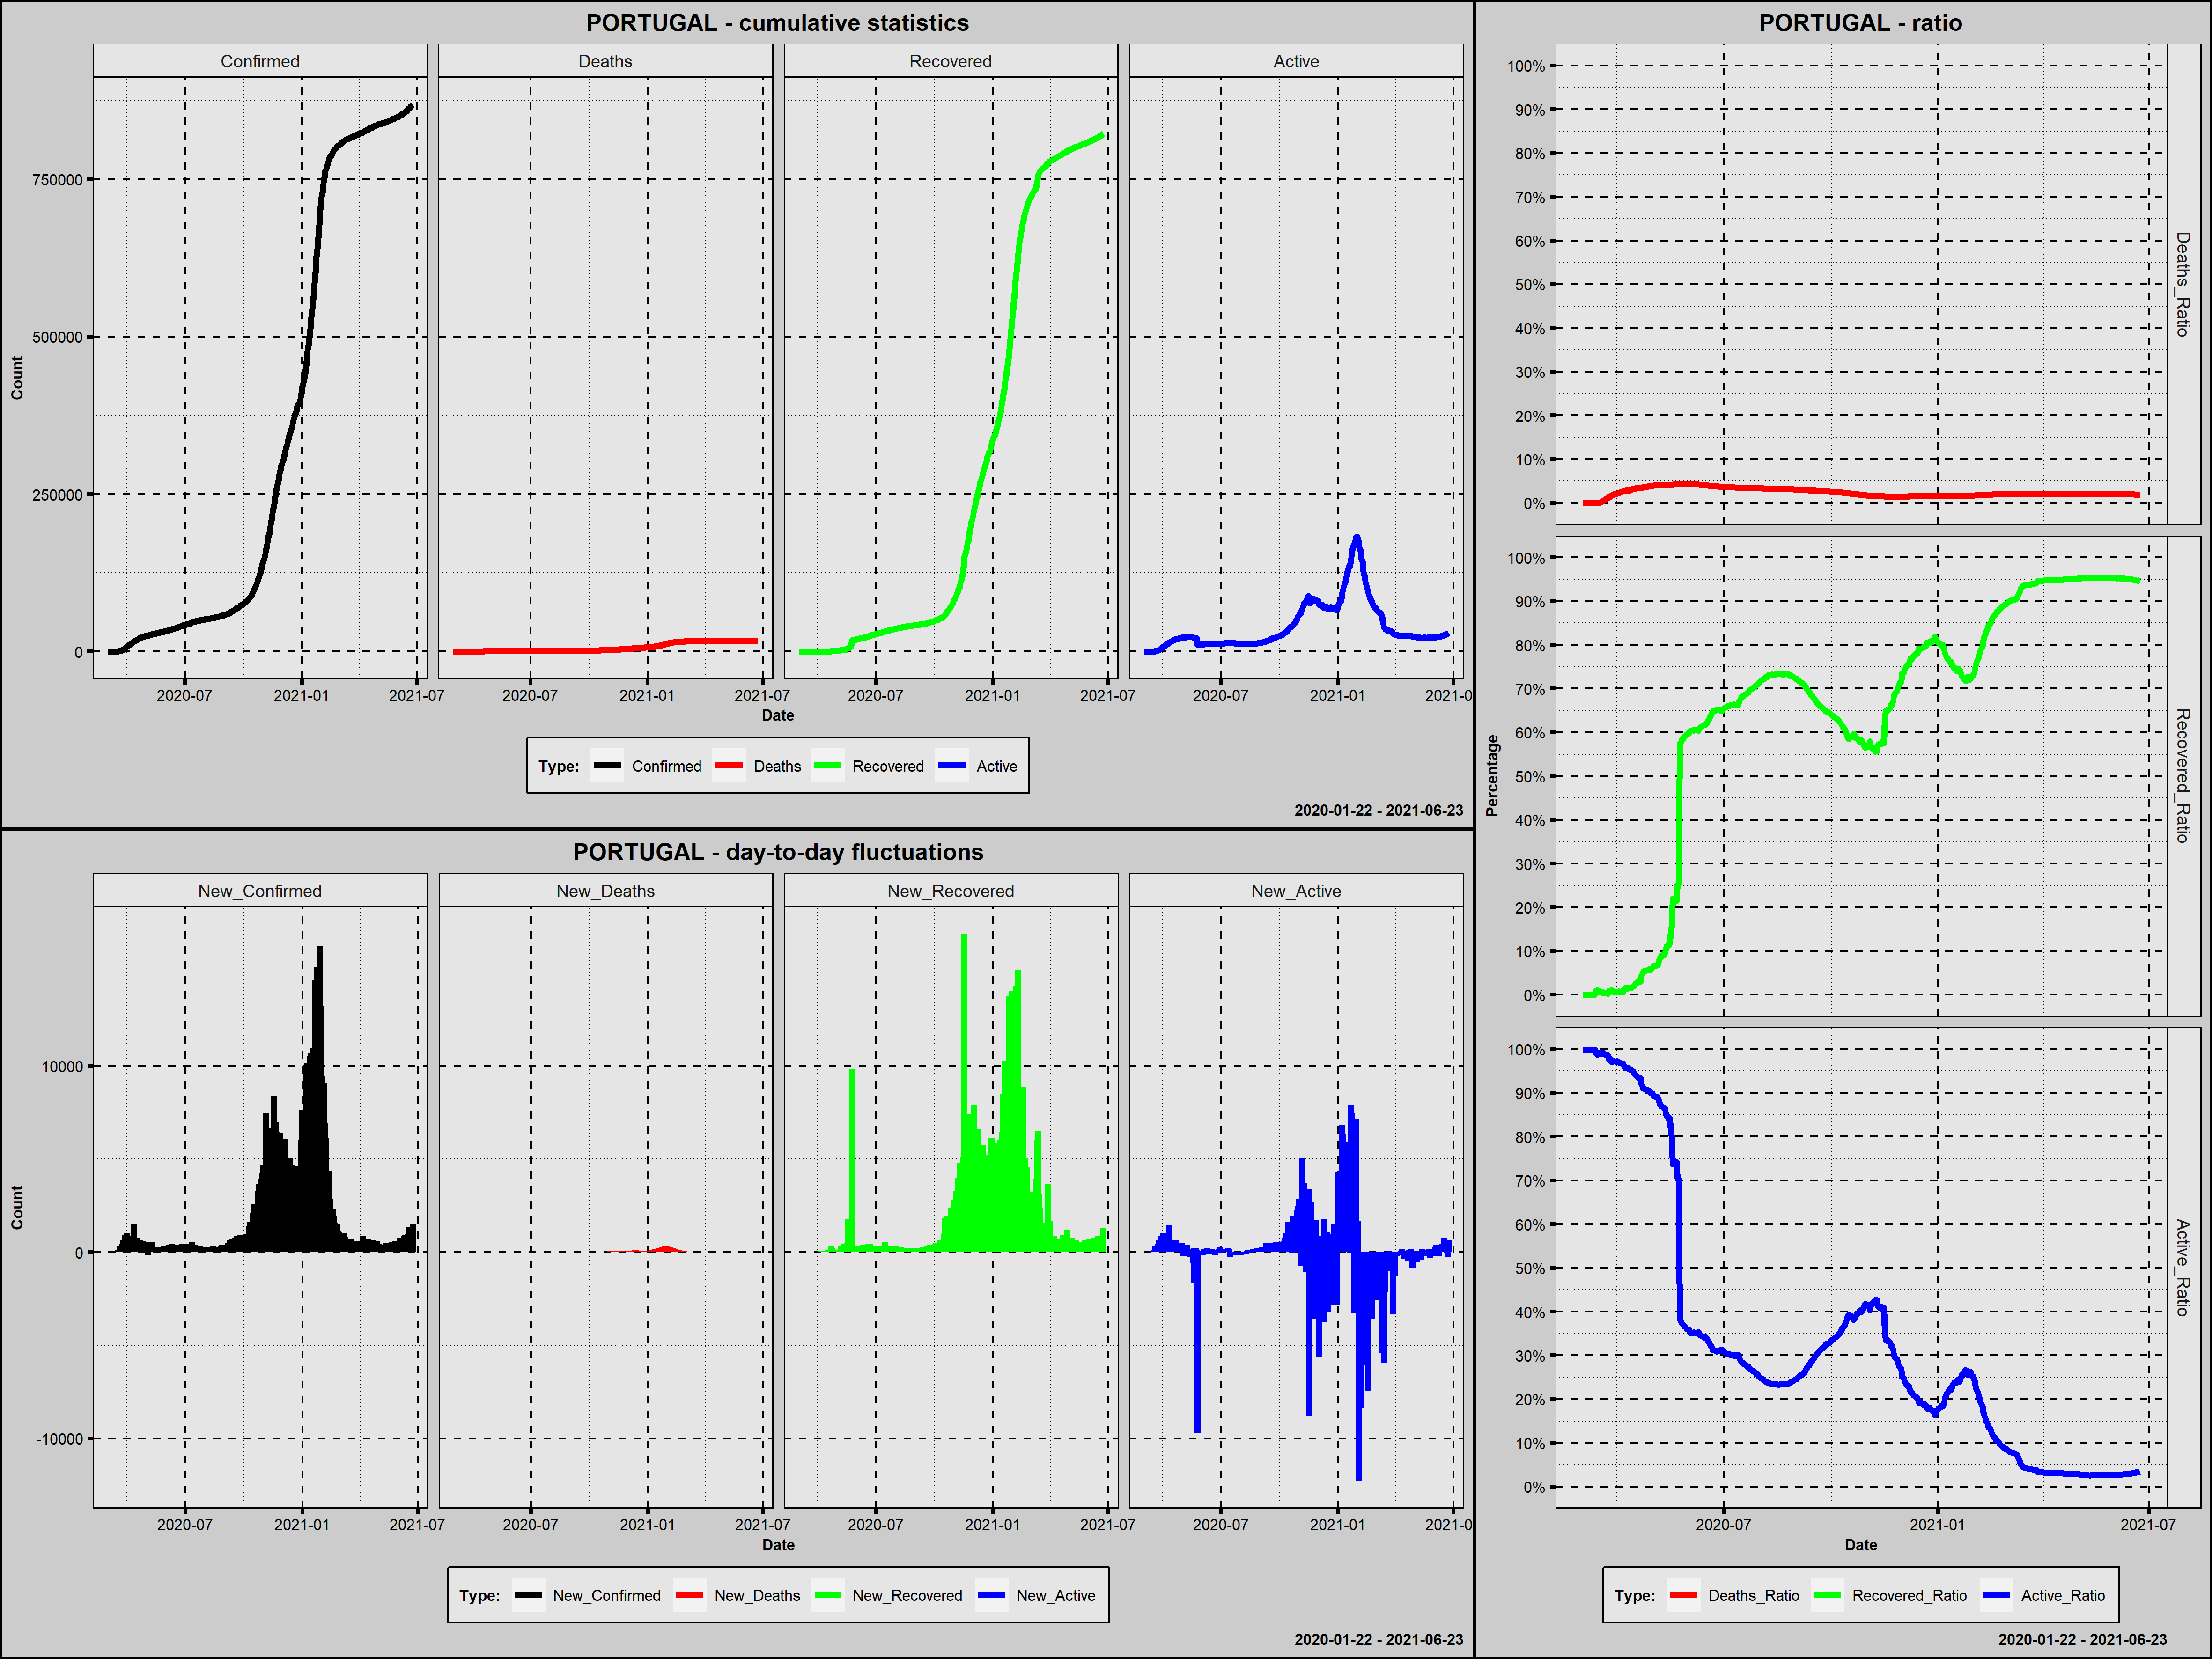 PORTUGAL - cumulative statistics
Confirmed Deaths Recovered Active
Count
750000
500000
250000
0
2020-07 2021-01 2021-07 2020-07 2021-01 2021-07 2020-07 2021-01 2021-07 2020-07 2021-01 2021-0
Date
Type: Confirmed Deaths Recovered Active
2020-01-22 - 2021-06-23
PORTUGAL - day-to-day fluctuations
New_Confirmed New_Deaths New_Recovered New_Active
Count
10000
0
-10000
2020-07 2021-01 2021-07 2020-07 2021-01 2021-07 2020-07 2021-01 2021-07 2020-07 2021-01 2021-0
Date
Type: New_Confirmed New_Deaths New_Recovered New_Active
2020-01-22 - 2021-06-23
PORTUGAL - ratio
Percentage
100%
90%
80%
70%
60%
50%
40%
30%
20%
10%
0%
Deaths_Ratio
100%
90%
80%
70%
60%
50%
40%
30%
20%
10%
0%
Recovered_Ratio
100%
90%
80%
70%
60%
50%
40%
30%
20%
10%
0%
Active_Ratio
2020-07 2021-01 2021-07
Date
Type: Deaths_Ratio Recovered_Ratio Active_Ratio
2020-01-22 - 2021-06-23